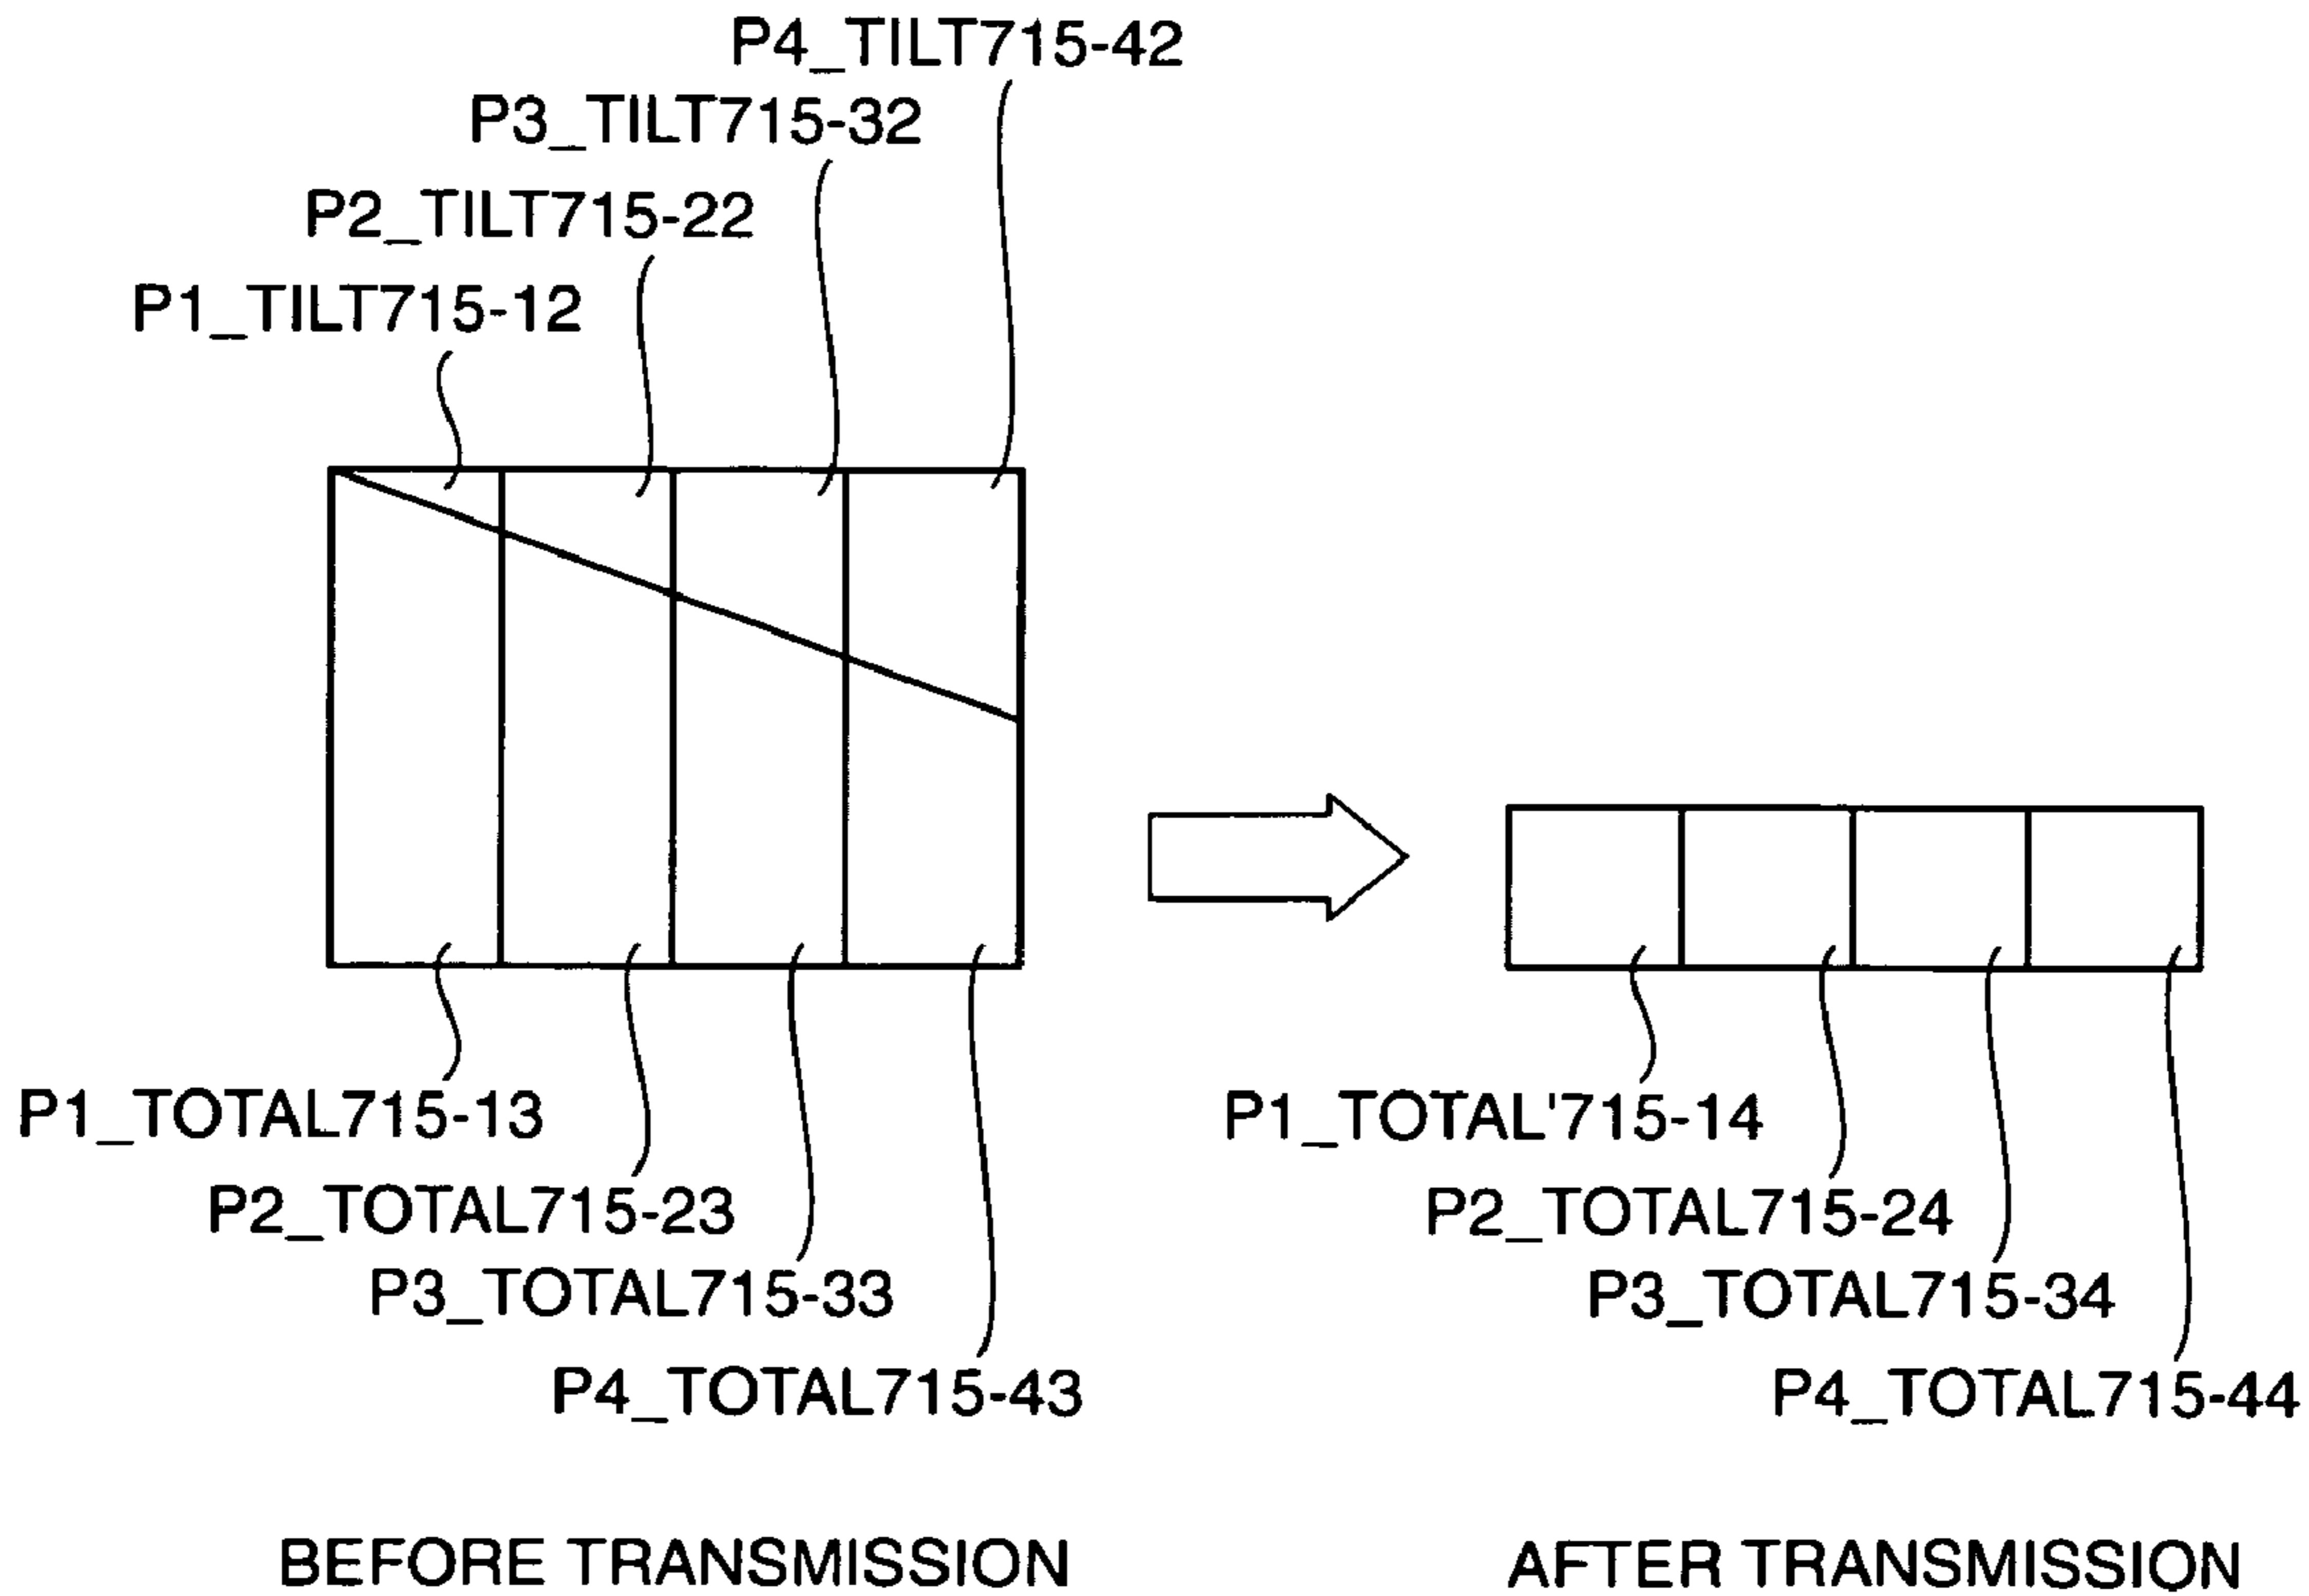 P4_TILT715-42
P3_TILT715-32
P2_TILT715-22
P1_TILT715-12
P1_TOTAL715-13
P2_TOTAL715-23
P3_TOTAL715-33
P4_TOTAL715-43
P1_TOTAL'715-14
P2_TOTAL715-24
P3_TOTAL715-34
P4_TOTAL715-44
BEFORE TRANSMISSION
AFTER TRANSMISSION